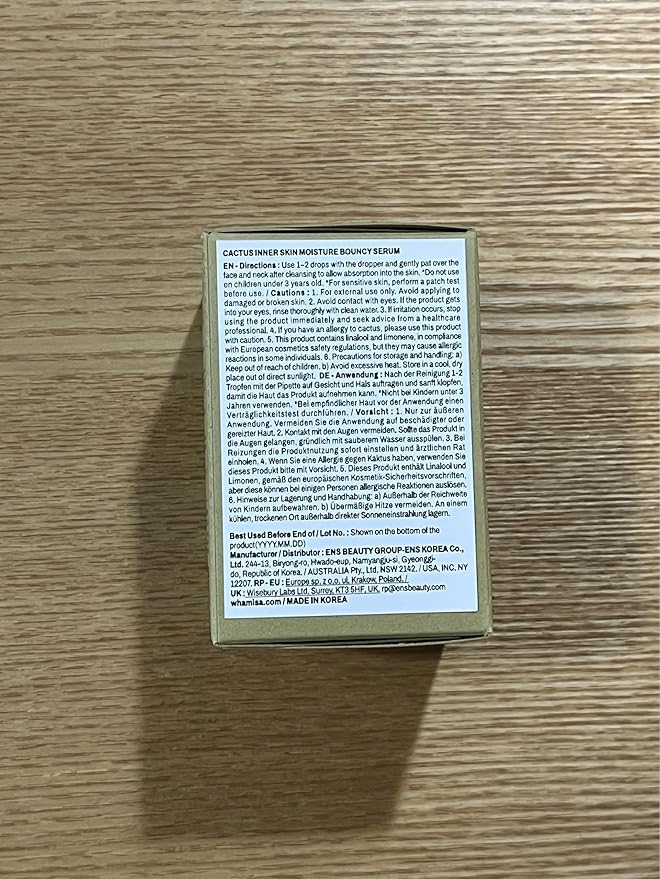 CACTUS INNER SKIN MOISTURE BOUNCY SERUM
EN - Directions : Use 1-2 drops with the dropper and gently pat over the
face and neck after cleansing to allow absorption into the skin. *Do not use
on children under 3 years old. *For sensitive skin, perform a patch test
before use. / Cautions : 1. For external use only. Avoid applying to
damaged or broken skin. 2. Avoid contact with eyes. If the product gets
into your eyes, rinse thoroughly with clean water. 3. If irritation occurs, stop
using the product immediately and seek advice from a healthcare
professional. 4. If you have an allergy to cactus, please use this product
with caution. 5. This product contains linalool and limonene, in compliance
with European cosmetics safety regulations, but they may cause allergic
reactions in some individuals. 6. Precautions for storage and handling: a)
Keep out of reach of children. b) Avoid excessive heat. Store in a cool, dry
place out of direct sunlight. DE - Anwendung : Nach der Reinigung 1-2
Tropfen mit der Pipette auf Gesicht und Hals auftragen und sanft klopfen,
damit die Haut das Produkt aufnehmen kann. *Nicht bei Kindern unter 3
Jahren verwenden. *Bei empfindlicher Haut vor der Anwendung einen
Verträglichkeitstest durchführen. / Vorsicht : 1. Nur zur äußeren
Anwendung. Vermeiden Sie die Anwendung auf beschädigter oder
gereizter Haut. 2. Kontakt mit den Augen vermeiden. Sollte das Produkt in
die Augen gelangen, gründlich mit sauberem Wasser ausspülen. 3. Bei
Reizungen die Produktnutzung sofort einstellen und ärztlichen Rat
einholen. 4. Wenn Sie eine Allergie gegen Kaktus haben, verwenden Sie
dieses Produkt bitte mit Vorsicht. 5. Dieses Produkt enthält Linalool und
Limonen, gemäß den europäischen Kosmetik-Sicherheitsvorschriften,
aber diese können bei einigen Personen allergische Reaktionen auslösen.
6. Hinweise zur Lagerung und Handhabung: a) Außerhalb der Reichweite
von Kindern aufbewahren. b) Übermäßige Hitze vermeiden. An einem
kühlen, trockenen Ort außerhalb direkter Sonneneinstrahlung lagern.
Best Used Before End of / Lot No. : Shown on the bottom of the
product(YYYY.MM.DD)
Manufacturor / Distributor : ENS BEAUTY GROUP-ENS KOREA Co.,
Ltd. 244-13, Biryong-ro, Hwado-eup, Namyangju-si, Gyeonggi-
do, Republic of Korea. / AUSTRALIA Pty., Ltd. NSW 2142. / USA, INC. NY
12207. RP - EU : Europe sp. z o.o. ul. Krakow, Poland, /
UK : Wisebury Labs Ltd. Surrey, KT3 5HF, UK, rp@ensbeauty.com
whamisa.com / MADE IN KOREA